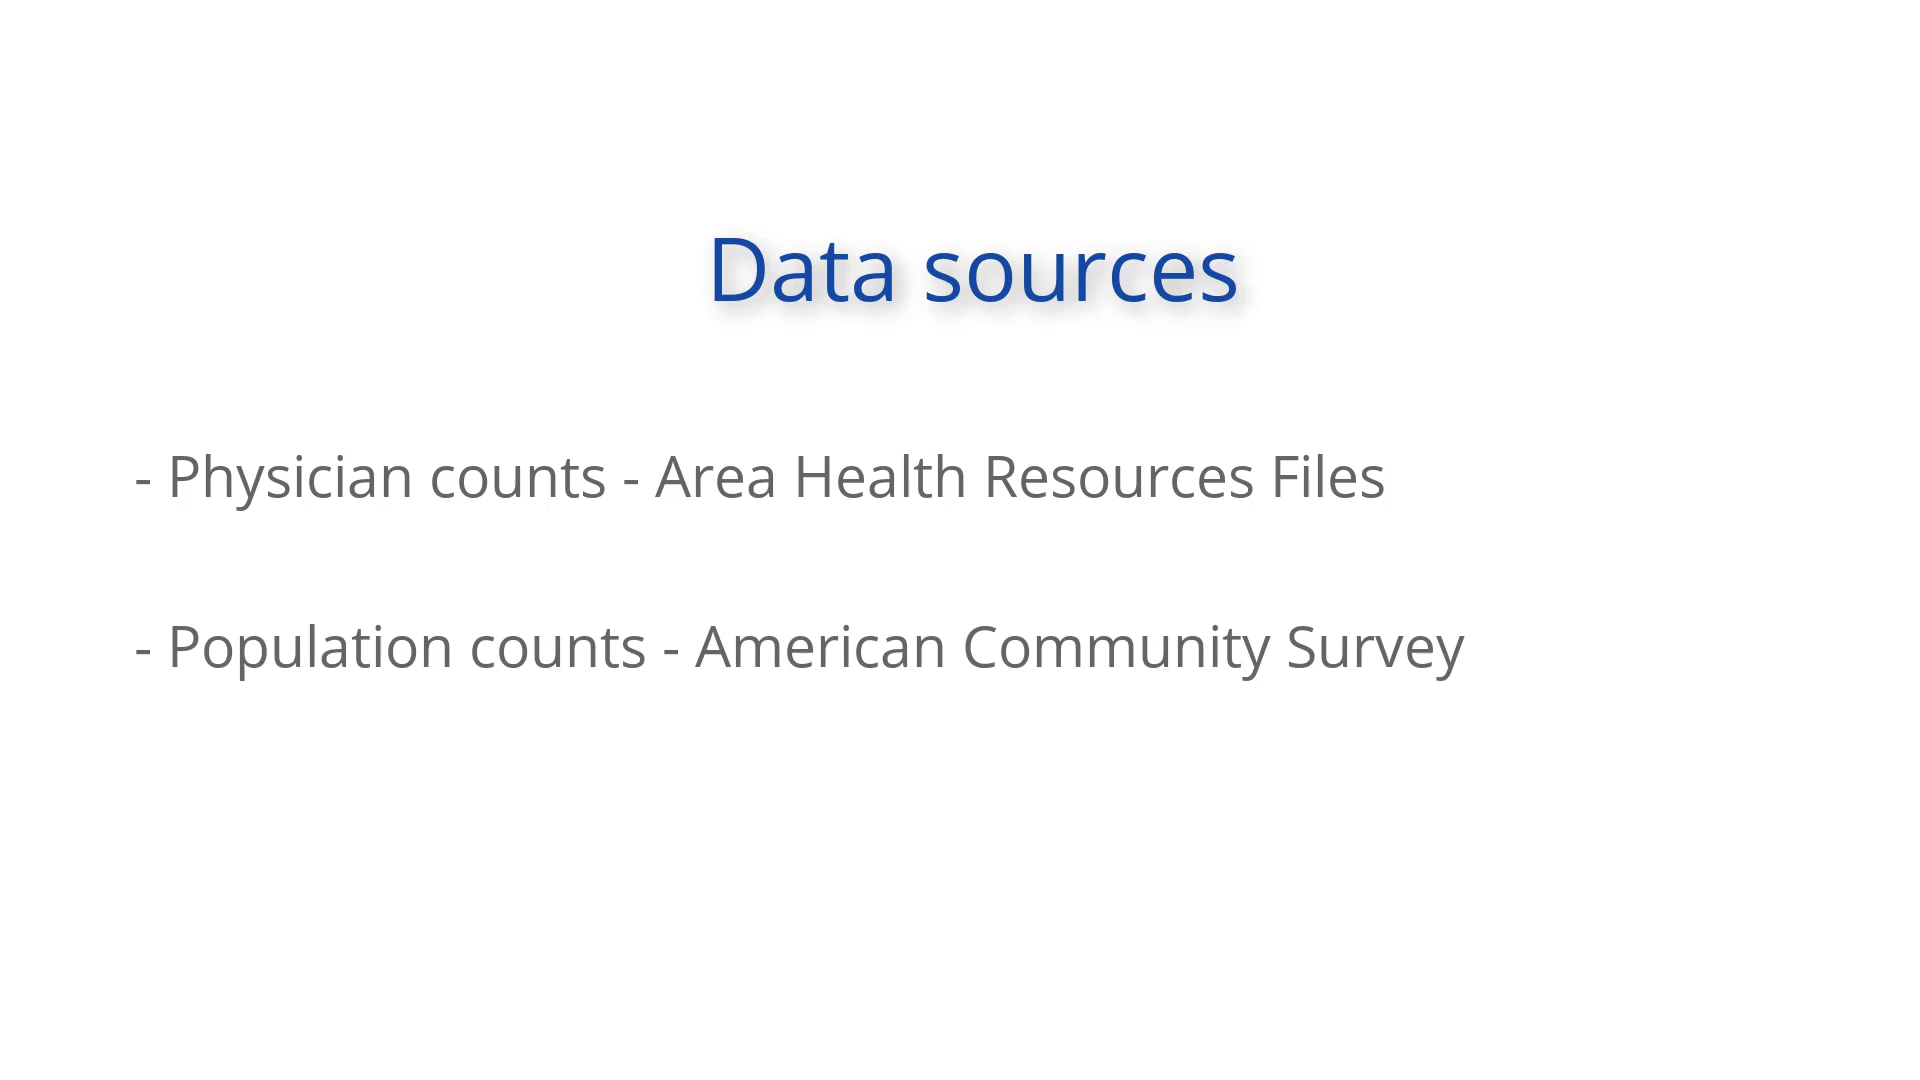 Data sources
- Physician counts - Area Health Resources Files
- Population counts - American Community Survey